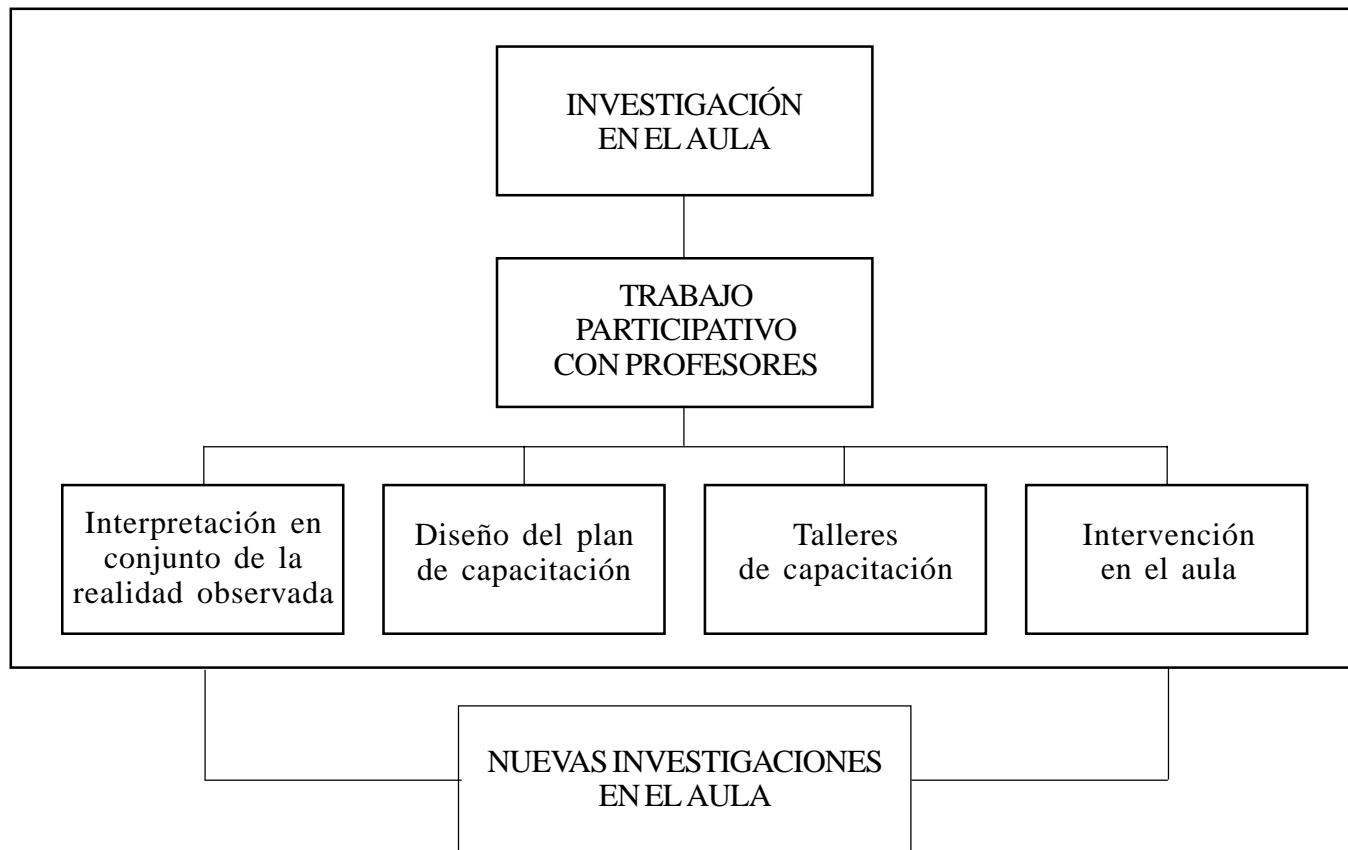 INVESTIGACIÓN
EN EL AULA
TRABAJO
PARTICIPATIVO
CON PROFESORES
Interpretación en
conjunto de la
realidad observada
Diseño del plan
de capacitación
Talleres
de capacitación
Intervención
en el aula
NUEVAS INVESTIGACIONES
EN EL AULA